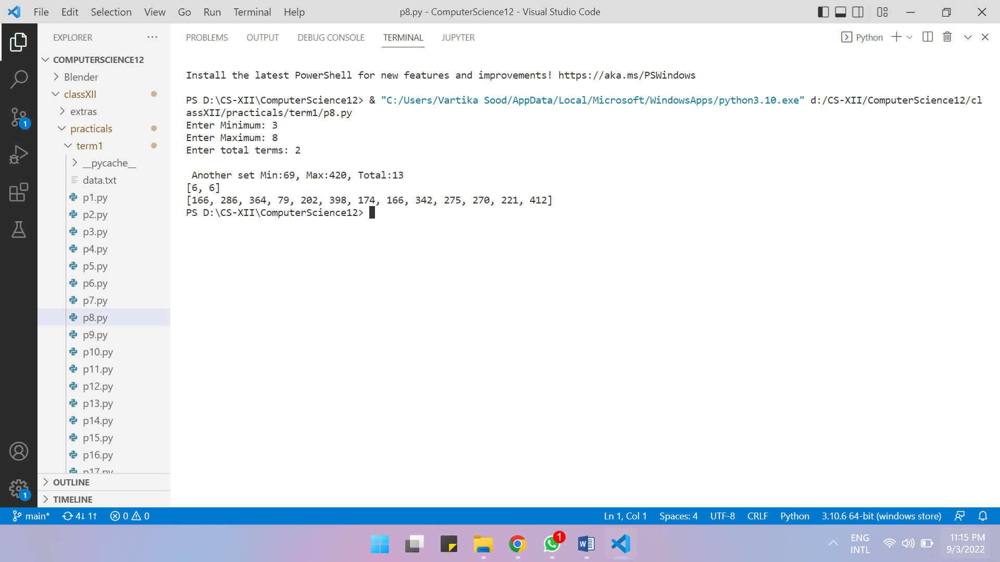 File Edit Selection View Go Run Terminal Help p8.py - ComputerScience12 - Visual Studio Code
EXPLORER
PROBLEMS OUTPUT DEBUG CONSOLE TERMINAL JUPYTER Python
COMPUTERSCIENCE12
Blender
classXII
extras
practicals
term1
__pycache__
data.txt
p1.py
p2.py
p3.py
p4.py
p5.py
p6.py
p7.py
p8.py
p9.py
p10.py
p11.py
p12.py
p13.py
p14.py
p15.py
p16.py
p17.py
OUTLINE
TIMELINE
1
1
Install the latest PowerShell for new features and improvements! https://aka.ms/PSWindows
PS D:\CS-XII\ComputerScience12> & "C:/Users/Vartika Sood/AppData/Local/Microsoft/WindowsApps/python3.10.exe" d:/CS-XII/ComputerScience12/cl
assXII/practicals/term1/p8.py
Enter Minimum: 3
Enter Maximum: 8
Enter total terms: 2
Another set Min:69, Max:420, Total:13
[6, 6]
[166, 286, 364, 79, 202, 398, 174, 166, 342, 275, 270, 221, 412]
PS D:\CS-XII\ComputerScience12>
main* 4↓ 1↑ 0 0 Ln 1, Col 1 Spaces: 4 UTF-8 CRLF Python 3.10.6 64-bit (windows store)
1
ENG
INTL
11:15 PM
9/3/2022